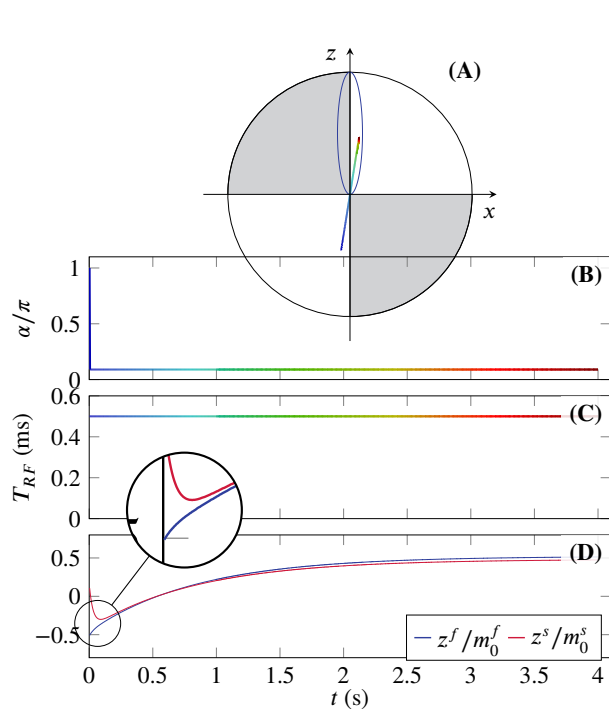 z
(A)
x
(B)
α/π
1
0.5
0
(C)
T_RF (ms)
0.6
0.4
0.2
0
(D)
0.5
0
−0.5
z^f/m_0^f z^s/m_0^s
0 0.5 1 1.5 2 2.5 3 3.5 4
t (s)